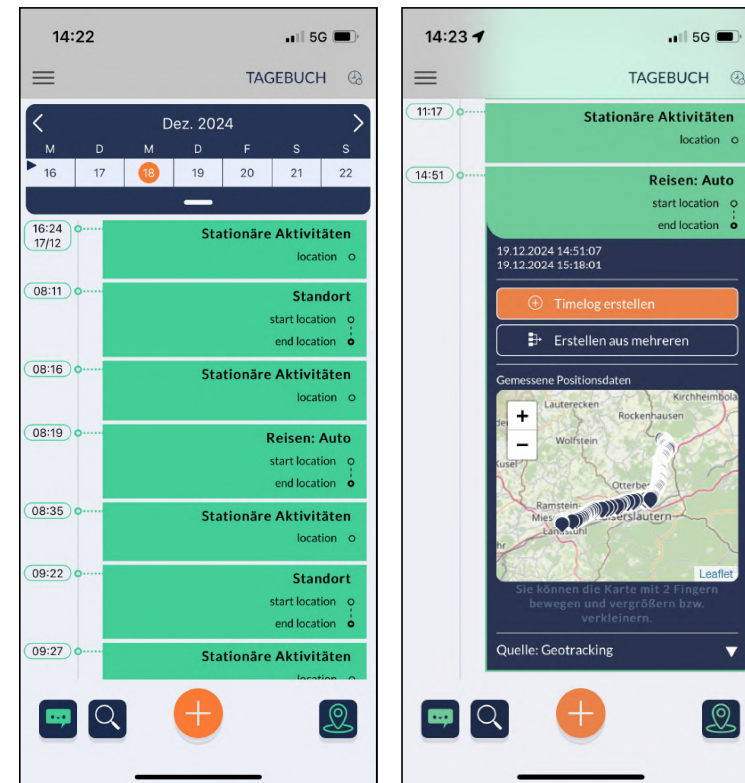 14:22
5G
TAGEBUCH
Dez. 2024
M D M D F S S
16 17 18 19 20 21 22
16:24
17/12
Stationäre Aktivitäten
location
08:11
Standort
start location
end location
08:16
Stationäre Aktivitäten
location
08:19
Reisen: Auto
start location
end location
08:35
Stationäre Aktivitäten
location
09:22
Standort
start location
end location
09:27
Stationäre Aktivitäten
location
14:23
5G
TAGEBUCH
11:17
Stationäre Aktivitäten
location
14:51
Reisen: Auto
start location
end location
19.12.2024 14:51:07
19.12.2024 15:18:01
Timelog erstellen
Erstellen aus mehreren
Gemessene Positionsdaten
+
−
Lauterecken
Kirchheimbola
Rockenhausen
Wolfstein
Kusel
Otterbe
Ramstein
Mies
serslautern
Landstuhl
Leaflet
Sie können die Karte mit 2 Fingern
bewegen und vergrößern bzw.
verkleinern.
Quelle: Geotracking